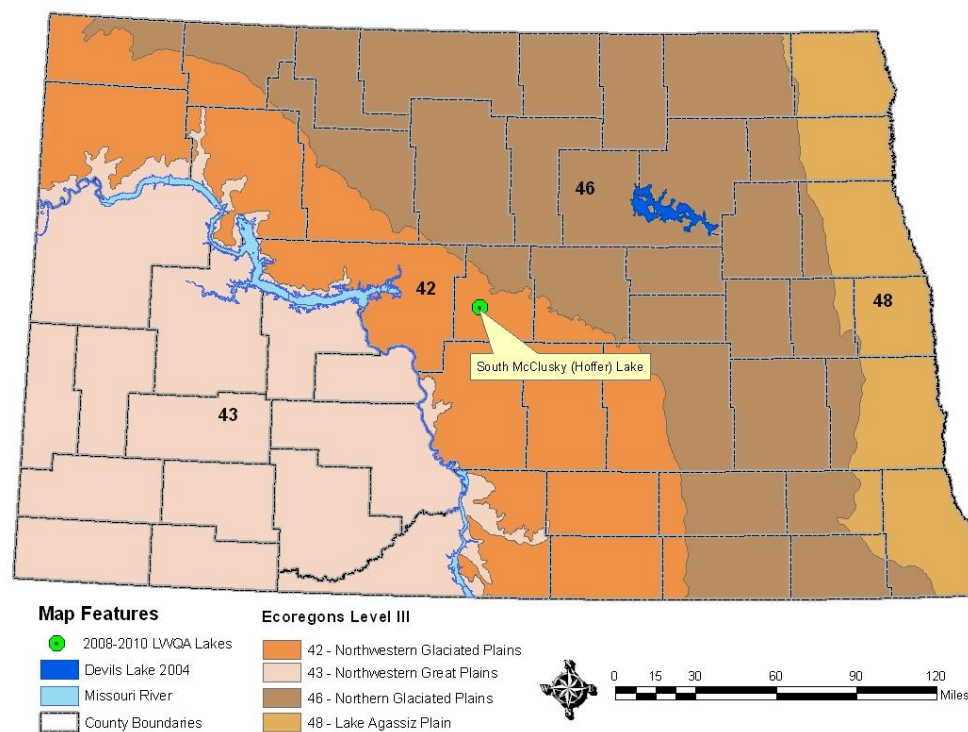 46
42
48
South McClusky (Hoffer) Lake
43
Map Features
2008-2010 LWQA Lakes
Devils Lake 2004
Missouri River
County Boundaries
Ecoregons Level III
42 - Northwestern Glaciated Plains
43 - Northwestern Great Plains
46 - Northern Glaciated Plains
48 - Lake Agassiz Plain
N
E
S
W
0 15 30 60 90 120
Miles